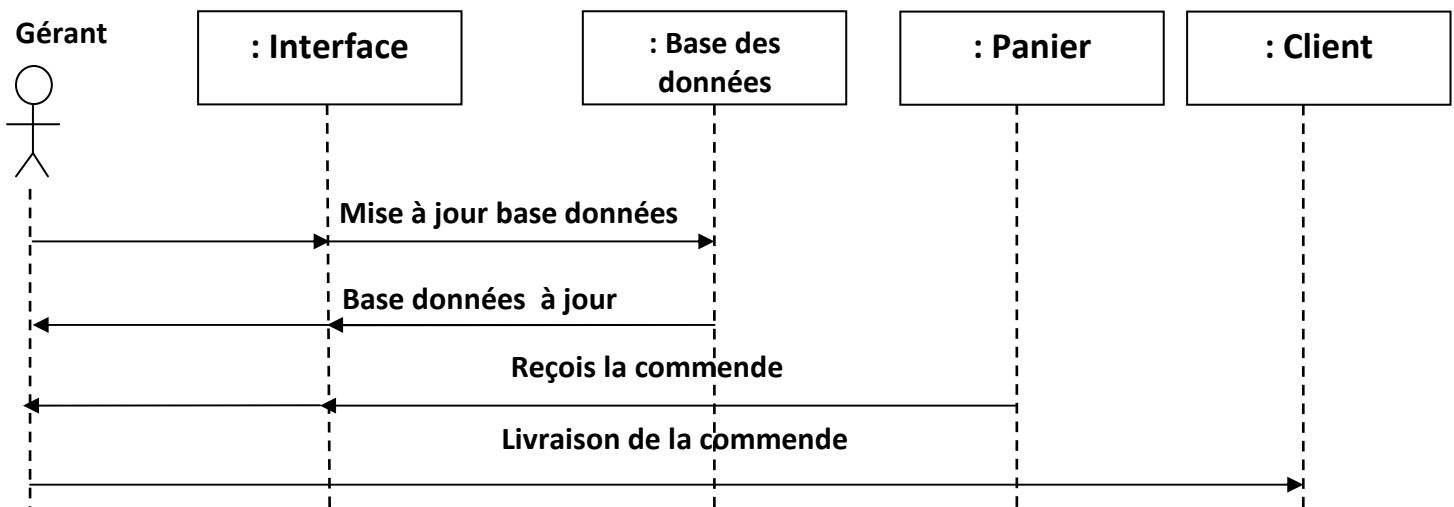 Gérant
: Interface
: Base des
données
: Panier
: Client
Mise à jour base données
Base données à jour
Reçois la commende
Livraison de la commende